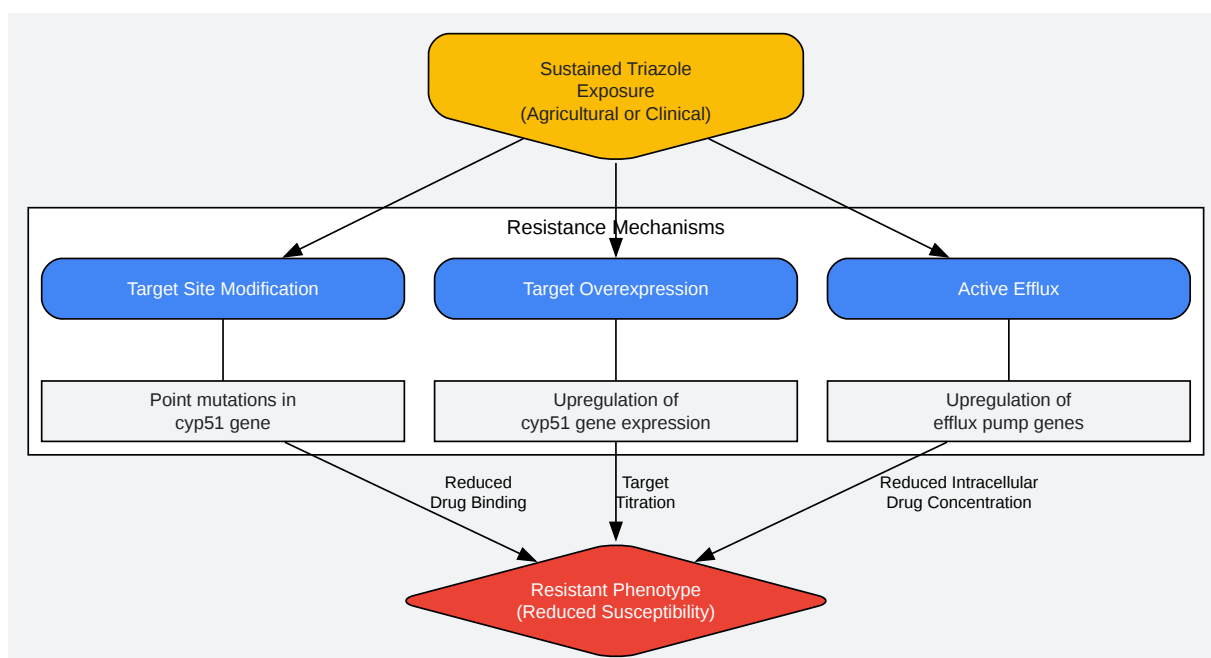 Sustained Triazole
Exposure
(Agricultural or Clinical)
Resistance Mechanisms
Target Site Modification
Target Overexpression
Active Efflux
Point mutations in
cyp51 gene
Upregulation of
cyp51 gene expression
Upregulation of
efflux pump genes
Reduced
Drug Binding
Target
Titration
Reduced Intracellular
Drug Concentration
Resistant Phenotype
(Reduced Susceptibility)